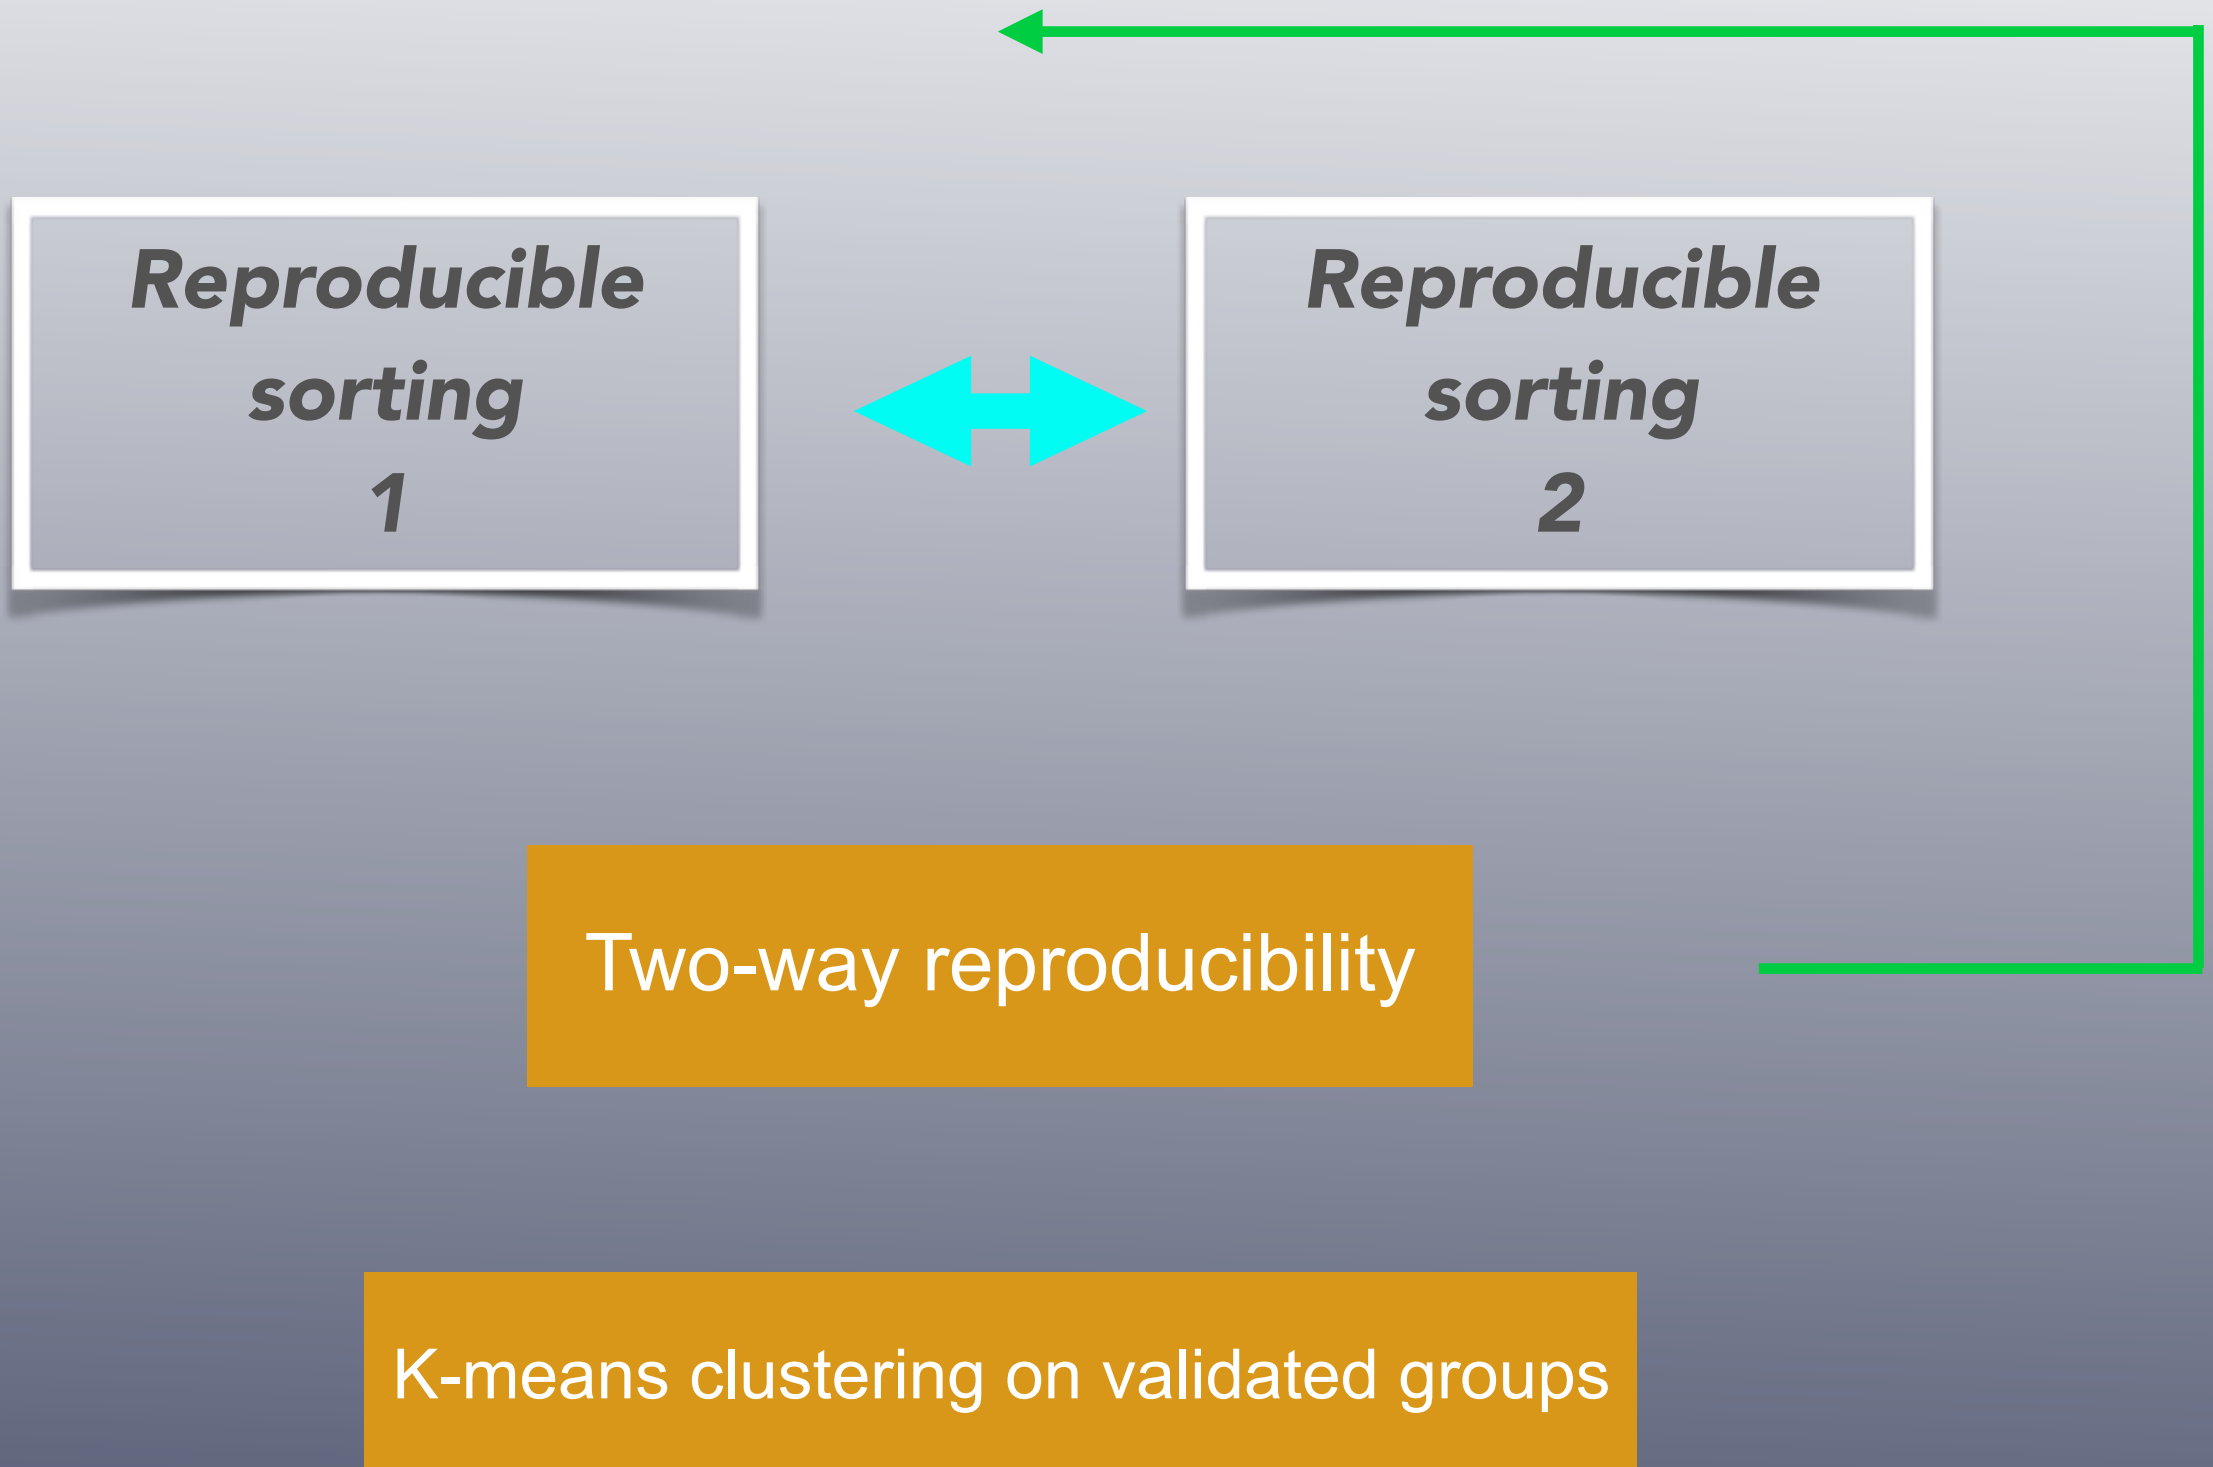 Reproducible
sorting
1
Reproducible
sorting
2
Two-way reproducibility
K-means clustering on validated groups